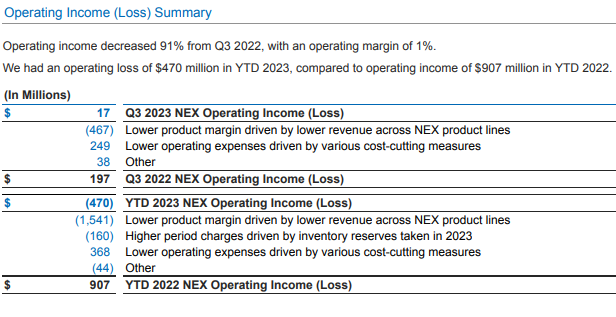 Operating Income (Loss) Summary
Operating income decreased 91% from Q3 2022, with an operating margin of 1%.
We had an operating loss of $470 million in YTD 2023, compared to operating income of $907 million in YTD 2022.
(In Millions)
$ 17 Q3 2023 NEX Operating Income (Loss)
(467) Lower product margin driven by lower revenue across NEX product lines
249 Lower operating expenses driven by various cost-cutting measures
38 Other
$ 197 Q3 2022 NEX Operating Income (Loss)
$ (470) YTD 2023 NEX Operating Income (Loss)
(1,541) Lower product margin driven by lower revenue across NEX product lines
(160) Higher period charges driven by inventory reserves taken in 2023
368 Lower operating expenses driven by various cost-cutting measures
(44) Other
$ 907 YTD 2022 NEX Operating Income (Loss)